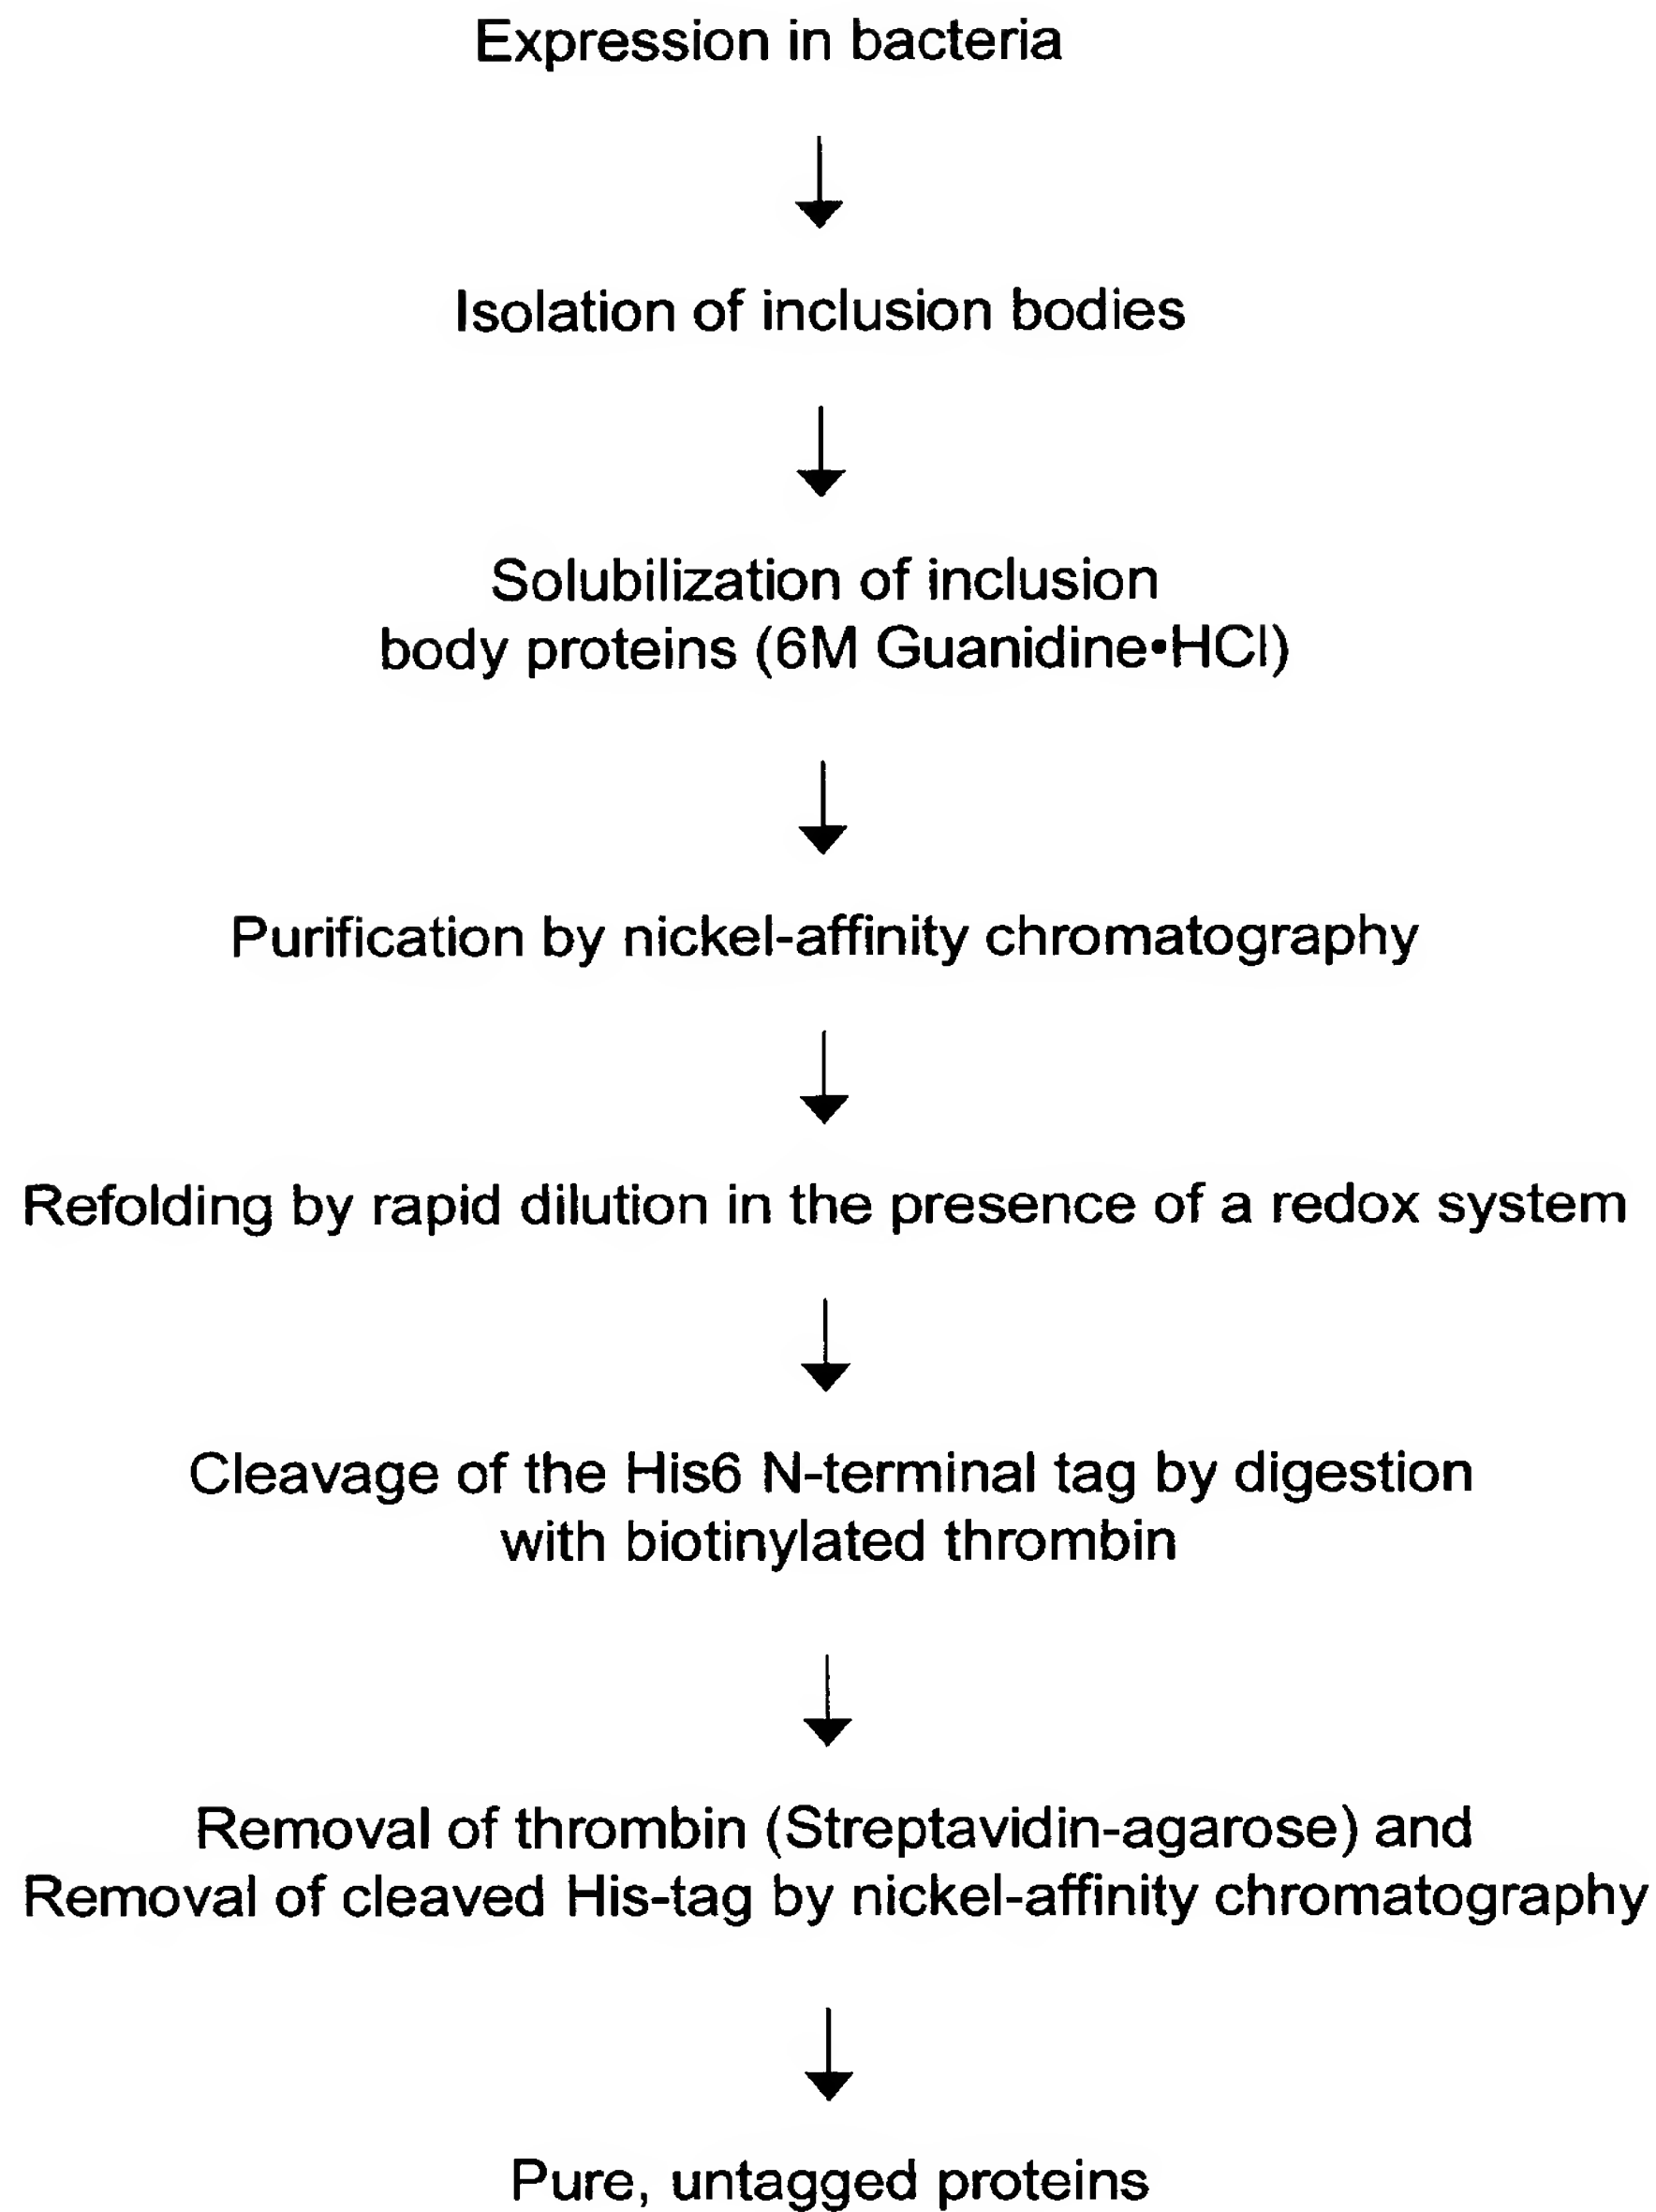 Expression in bacteria
Isolation of inclusion bodies
Solubilization of inclusion
body proteins (6M Guanidine•HCl)
Purification by nickel-affinity chromatography
Refolding by rapid dilution in the presence of a redox system
Cleavage of the His6 N-terminal tag by digestion
with biotinylated thrombin
Removal of thrombin (Streptavidin-agarose) and
Removal of cleaved His-tag by nickel-affinity chromatography
Pure, untagged proteins